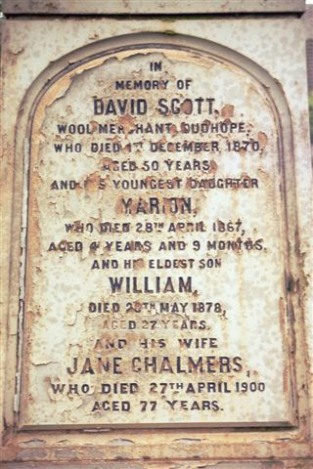 IN
MEMORY OF
DAVID SCOTT,
WOOL MERCHANT, DUDHOPE,
WHO DIED 1ST DECEMBER, 1870,
AGED 50 YEARS.
AND HIS YOUNGEST DAUGHTER
MARION,
WHO DIED 28TH APRIL 1867,
AGED 4 YEARS AND 9 MONTHS.
AND HIS ELDEST SON
WILLIAM,
DIED MAY 1878,
AGED 27 YEARS.
AND HIS WIFE
JANE CHALMERS,
WHO DIED 27TH APRIL 1900
AGED 77 YEARS.